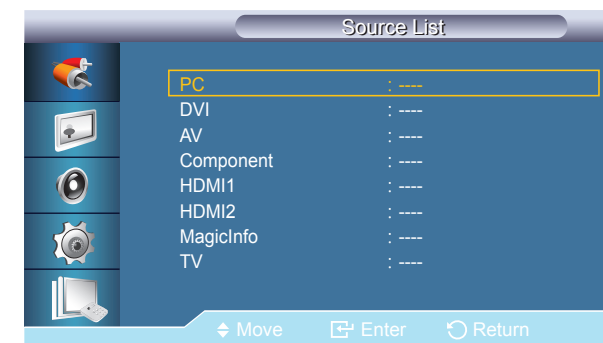 Source List
PC : ----
DVI : ----
AV : ----
Component : ----
HDMI1 : ----
HDMI2 : ----
MagicInfo : ----
TV : ----
Move Enter Return